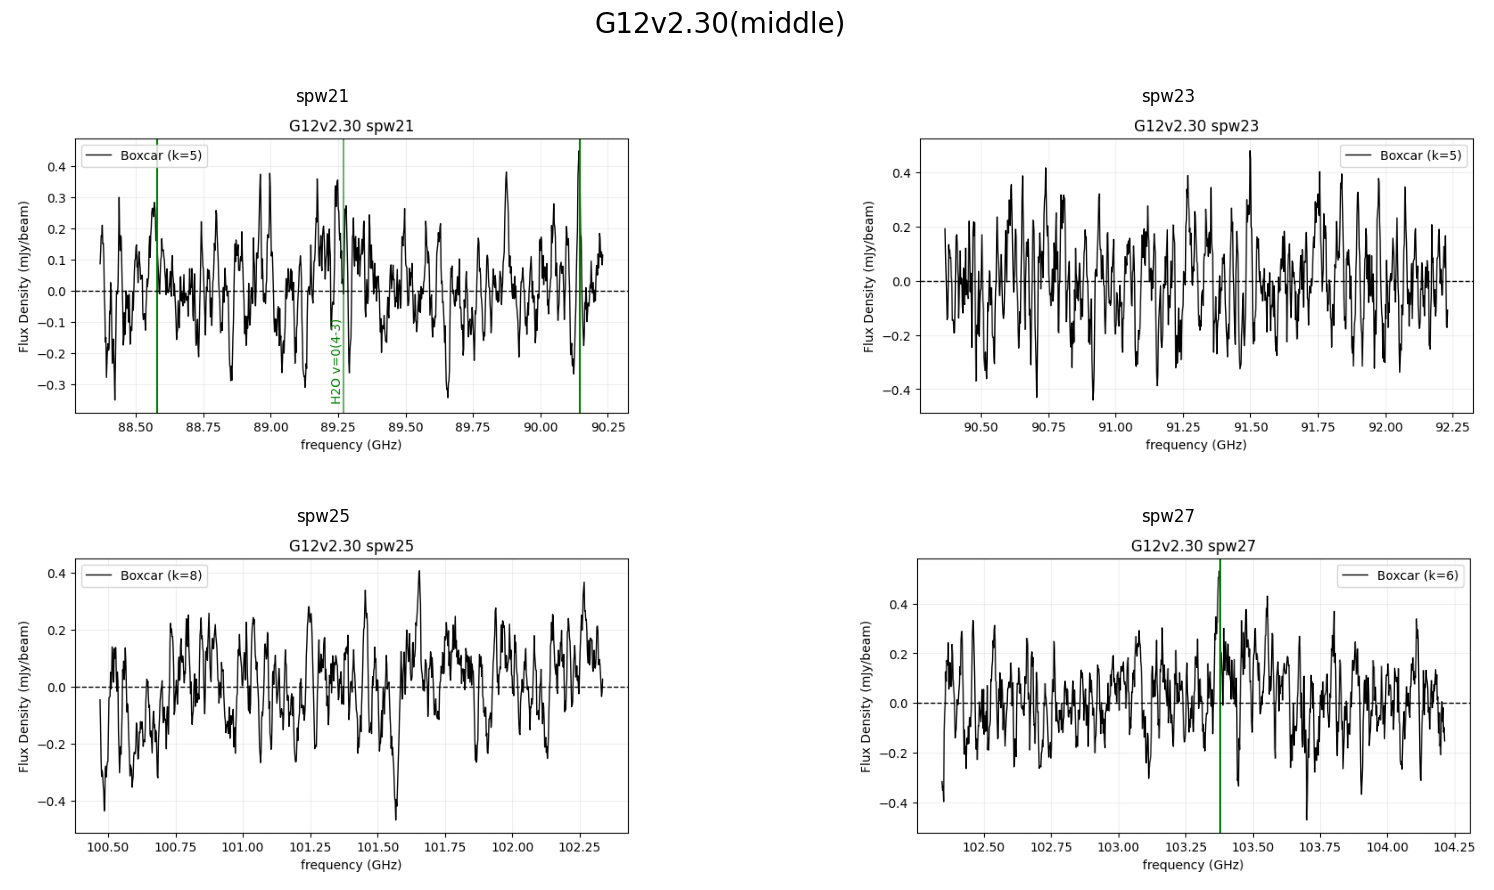 G12v2.30(middle)
spw21
G12v2.30 spw21
Boxcar (k=5)
0.4
0.3
0.2
0.1
0.0
−0.1
−0.2
−0.3
Flux Density (mJy/beam)
H2O v=0(4-3)
88.50 88.75 89.00 89.25 89.50 89.75 90.00 90.25
frequency (GHz)
spw23
G12v2.30 spw23
Boxcar (k=5)
0.4
0.2
0.0
−0.2
−0.4
Flux Density (mJy/beam)
90.50 90.75 91.00 91.25 91.50 91.75 92.00 92.25
frequency (GHz)
spw25
G12v2.30 spw25
Boxcar (k=8)
0.4
0.2
0.0
−0.2
−0.4
Flux Density (mJy/beam)
100.50 100.75 101.00 101.25 101.50 101.75 102.00 102.25
frequency (GHz)
spw27
G12v2.30 spw27
Boxcar (k=6)
0.4
0.2
0.0
−0.2
−0.4
Flux Density (mJy/beam)
102.50 102.75 103.00 103.25 103.50 103.75 104.00 104.25
frequency (GHz)